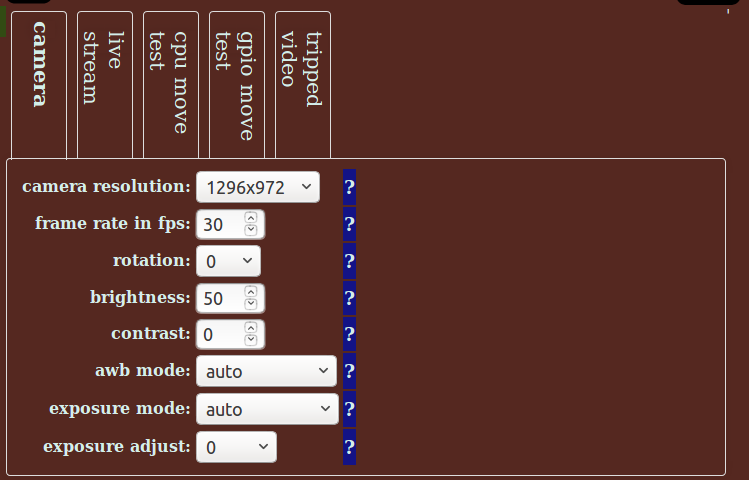 camera
live
stream
cpu move
test
gpio move
test
tripped
video
camera resolution: 1296x972 ?
frame rate in fps: 30 ?
rotation: 0 ?
brightness: 50 ?
contrast: 0 ?
awb mode: auto ?
exposure mode: auto ?
exposure adjust: 0 ?